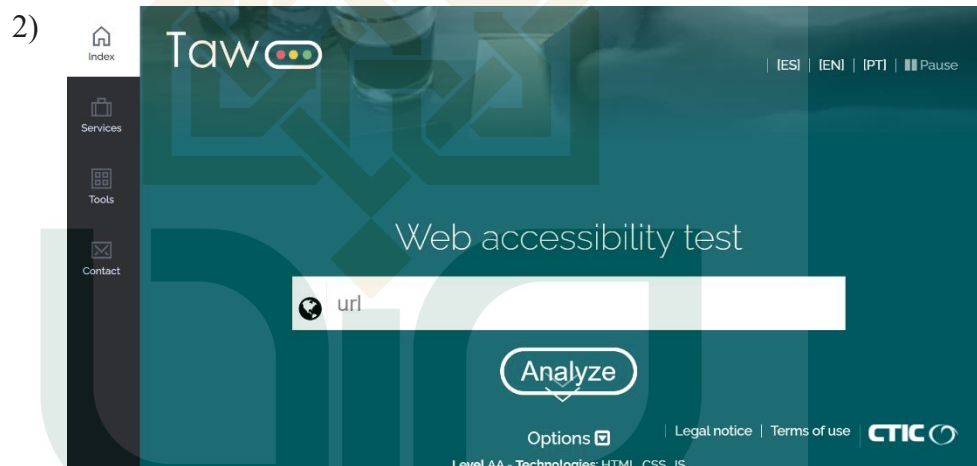 2)
Index
Taw
| [ES] | [EN] | [PT] | Pause
Services
Tools
Contact
Web accessibility test
url
Analyze
Options
Legal notice | Terms of use
CTIC
Level AA - Technologies: HTML, CSS, JS